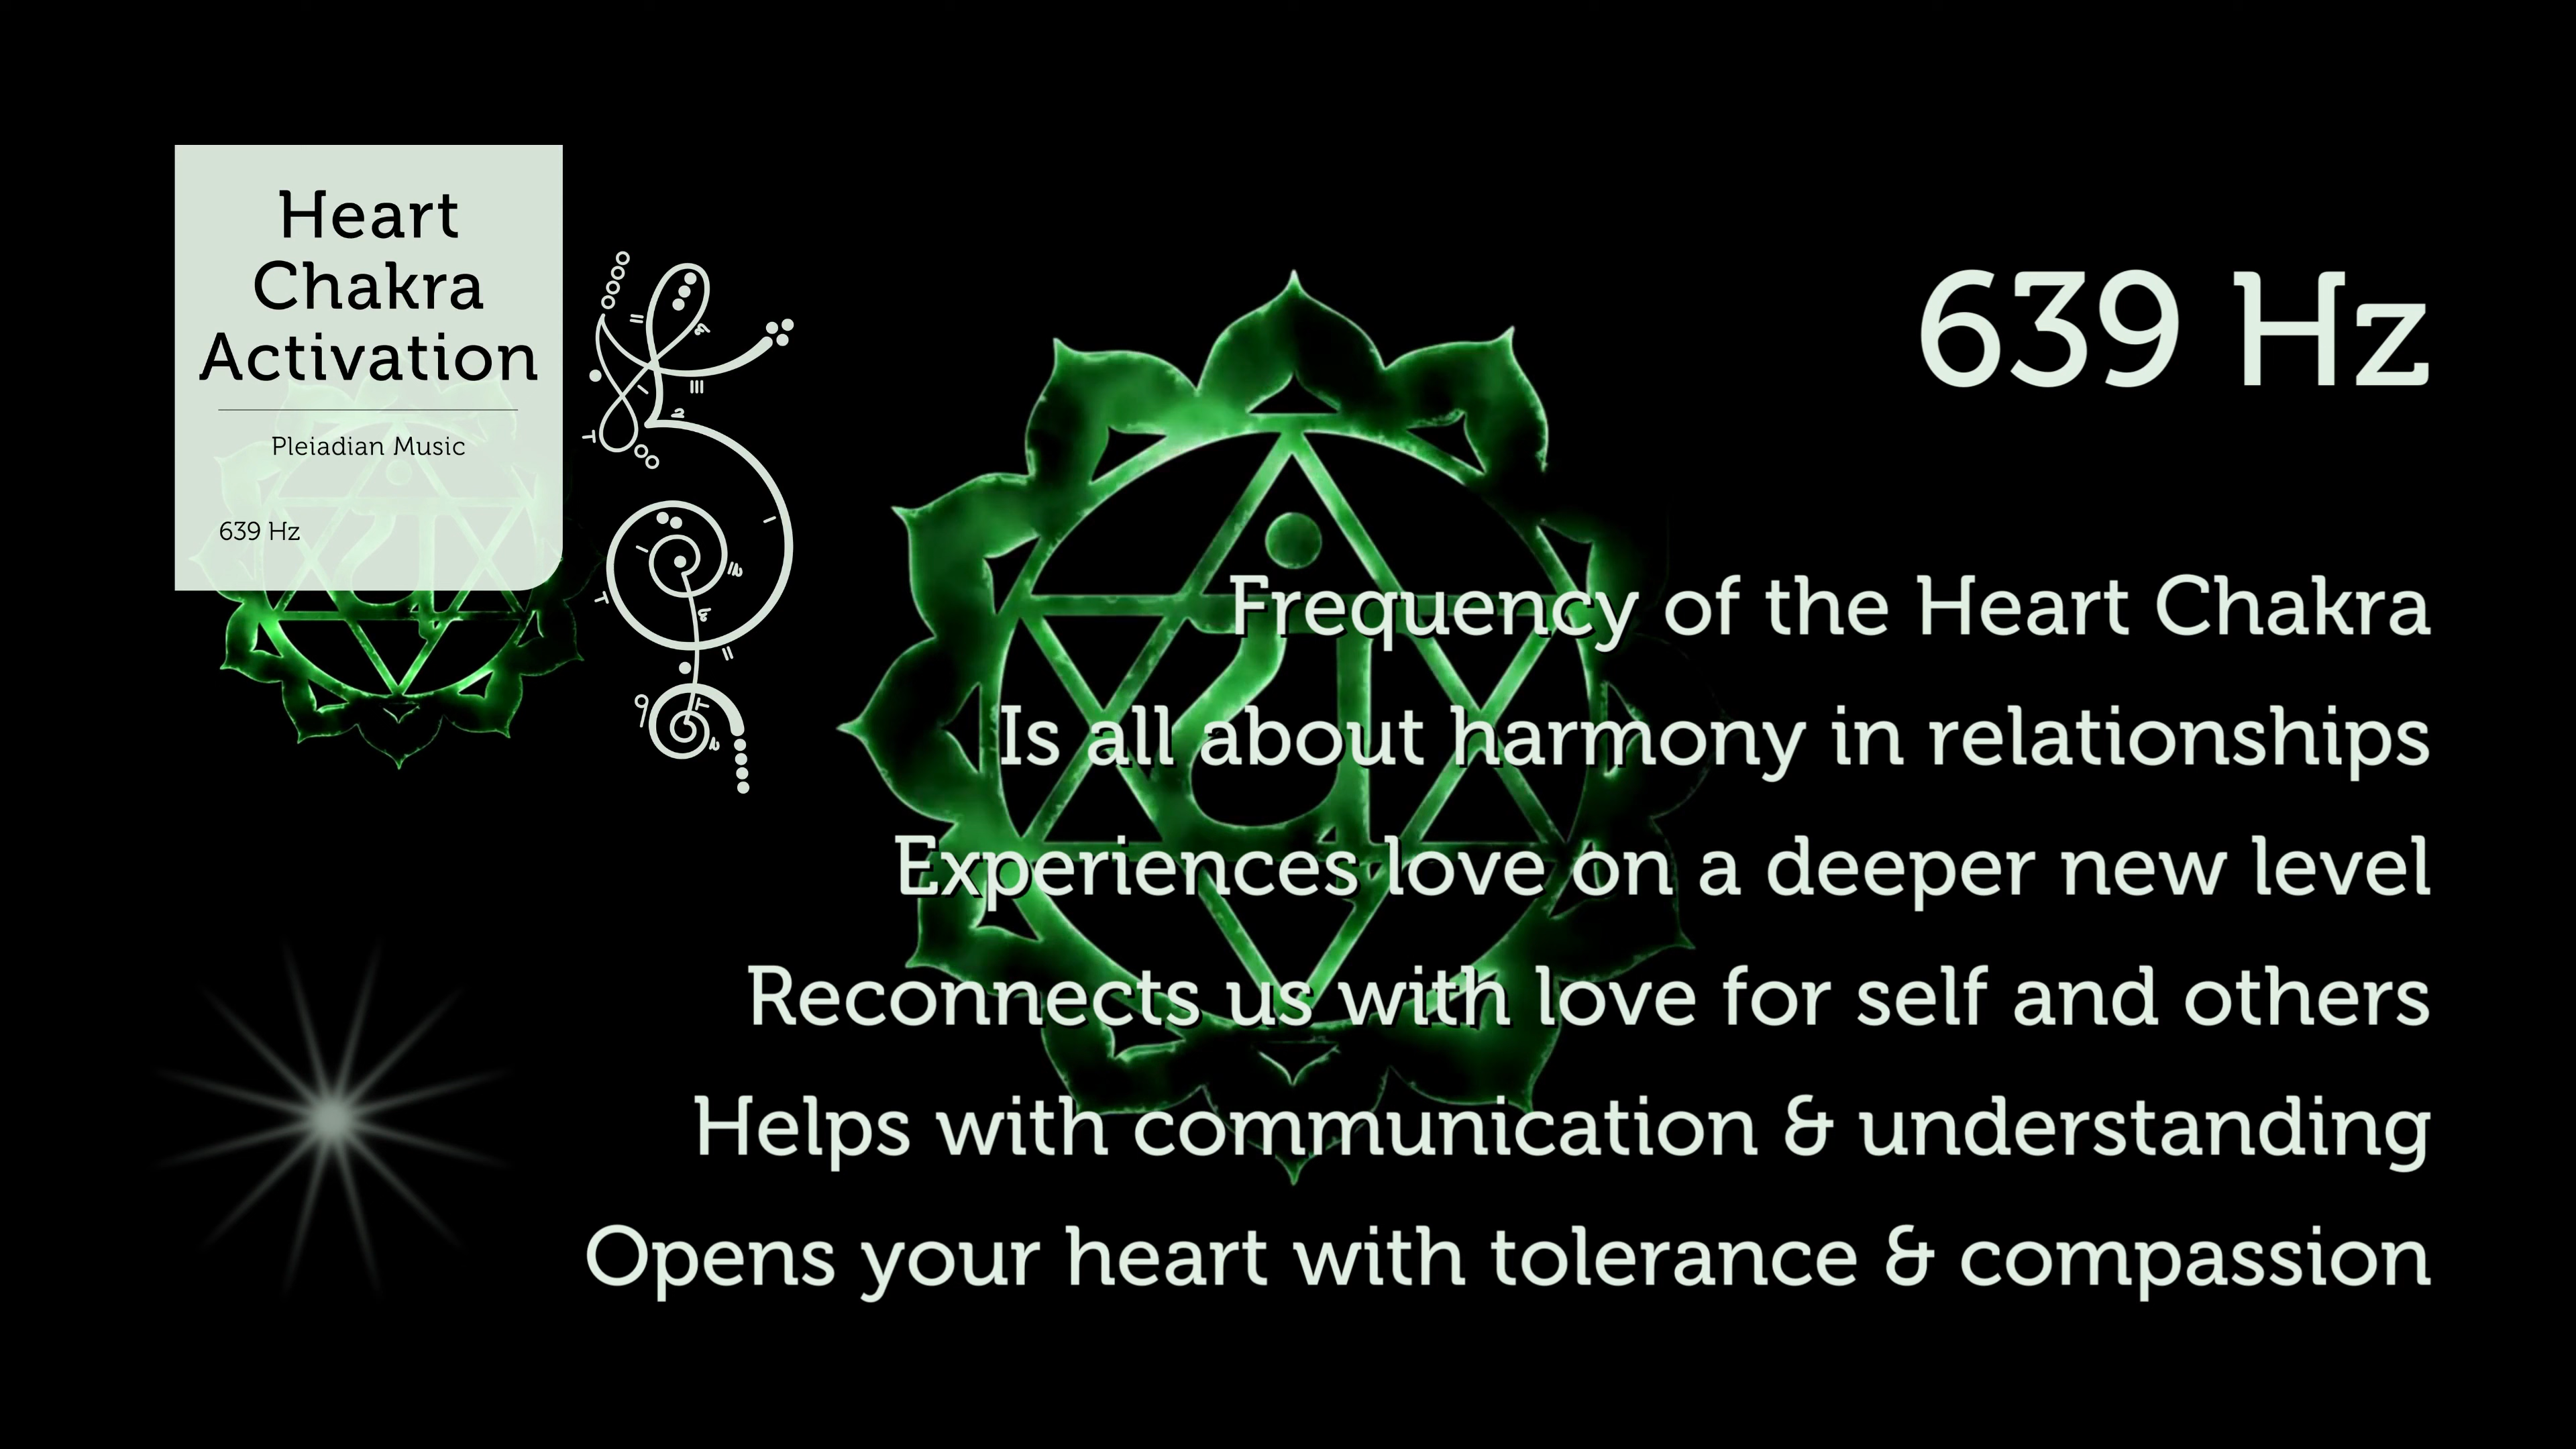 Heart
Chakra
Activation
Pleiadian Music
639 Hz
639 Hz
Frequency of the Heart Chakra
Is all about harmony in relationships
Experiences love on a deeper new level
Reconnects us with love for self and others
Helps with communication & understanding
Opens your heart with tolerance & compassion